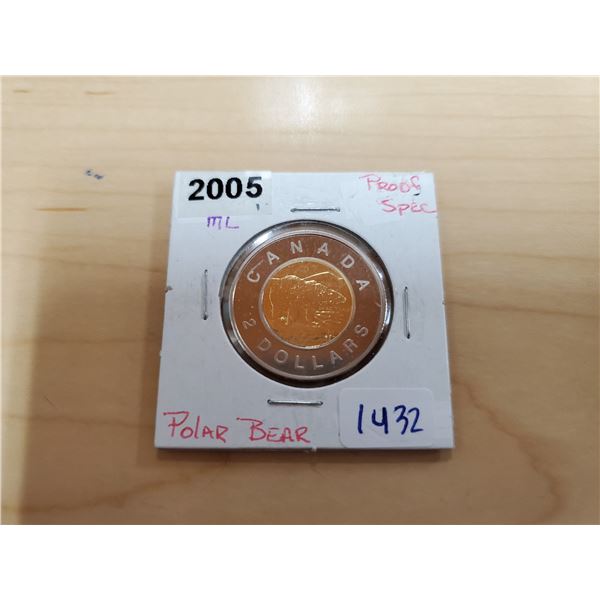 2005
ML
Proof
Spec
CANADA
2 DOLLARS
Polar Bear
1432